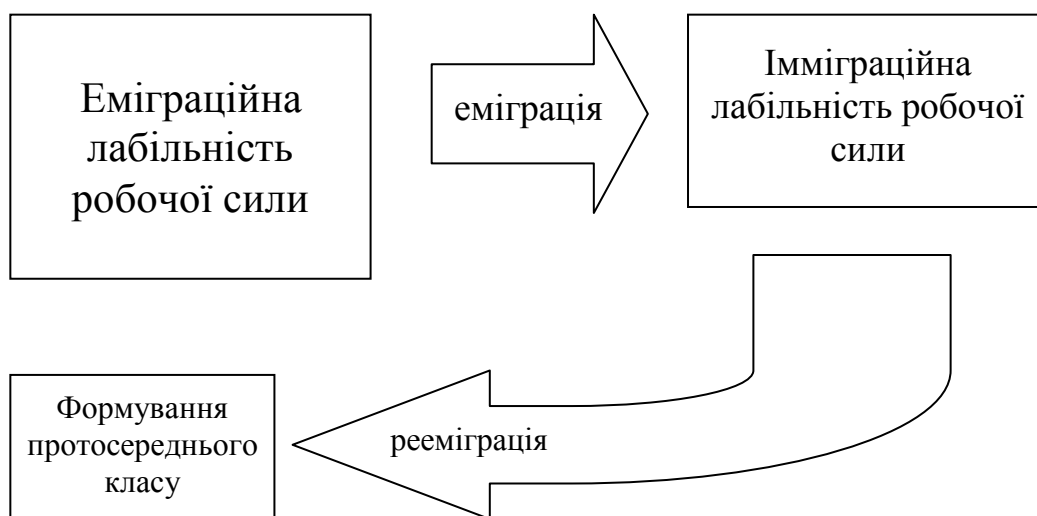 Еміграційна
лабільність
робочої сили
еміграція
Імміграційна
лабільність робочої
сили
Формування
протосереднього
класу
рееміграція